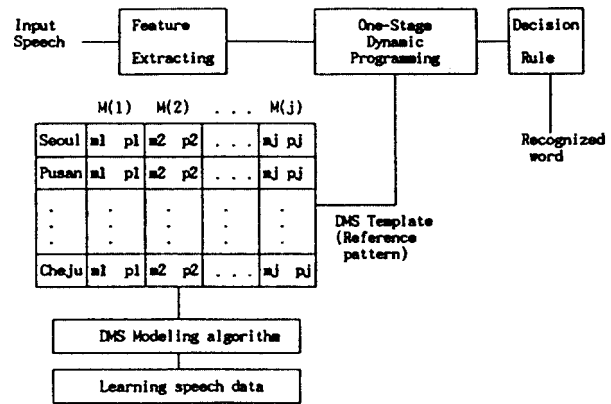 Input
Speech
Feature
Extracting
One-Stage
Dynamic
Programming
Decision
Rule
Recognized
word
M(1) M(2) . . . M(j)
Seoul m1 p1 m2 p2 . . . mj pj
Pusan m1 p1 m2 p2 . . . mj pj
. . . . .
. . . . .
. . . . .
Cheju m1 p1 m2 p2 . . . mj pj
DMS Template
(Reference
pattern)
DMS Modeling algorithm
Learning speech data